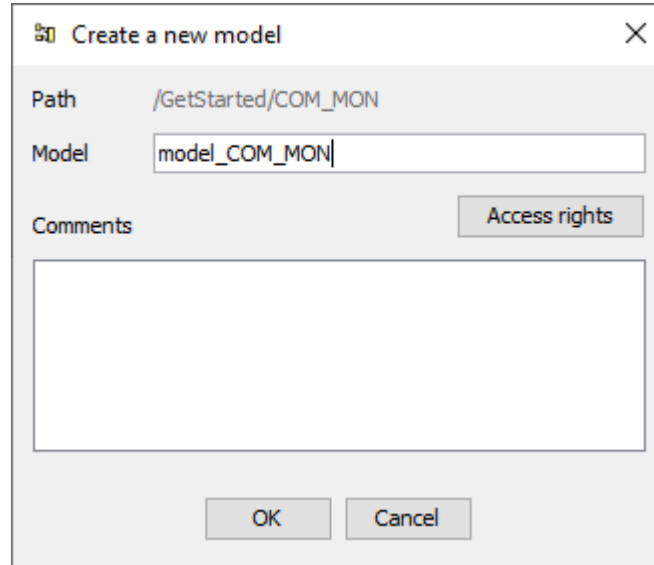 Create a new model
Path /GetStarted/COM_MON
Model model_COM_MON
Access rights
Comments
OK Cancel